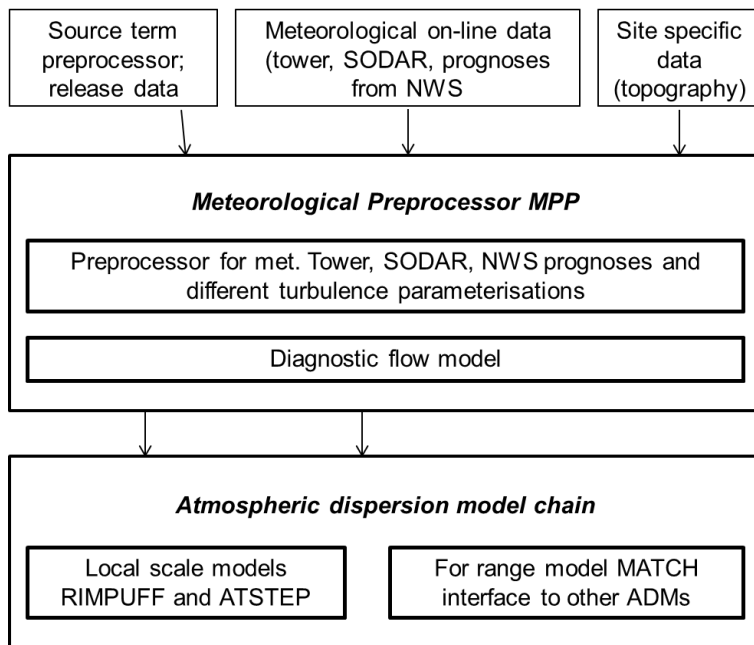 Source term
preprocessor;
release data
Meteorological on-line data
(tower, SODAR, prognoses
from NWS
Site specific
data
(topography)
Meteorological Preprocessor MPP
Preprocessor for met. Tower, SODAR, NWS prognoses and
different turbulence parameterisations
Diagnostic flow model
Atmospheric dispersion model chain
Local scale models
RIMPUFF and ATSTEP
For range model MATCH
interface to other ADMs